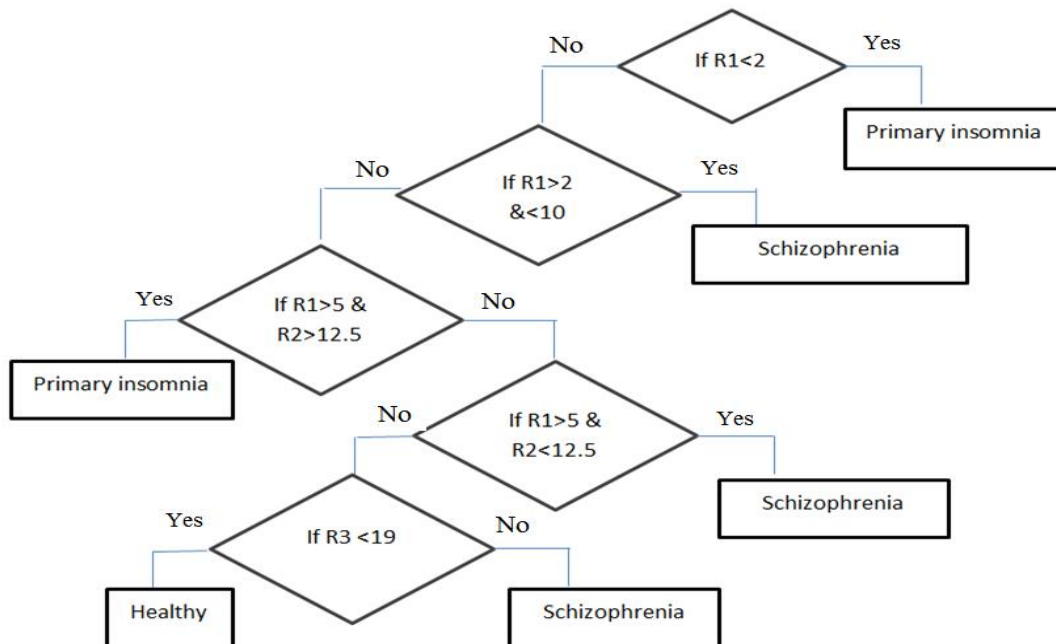 No
If R1<2
Yes
Primary insomnia
No
If R1>2
&<10
Yes
Schizophrenia
Yes
If R1>5 &
R2>12.5
No
Primary insomnia
No
If R1>5 &
R2<12.5
Yes
Schizophrenia
Yes
If R3 <19
No
Healthy
Schizophrenia